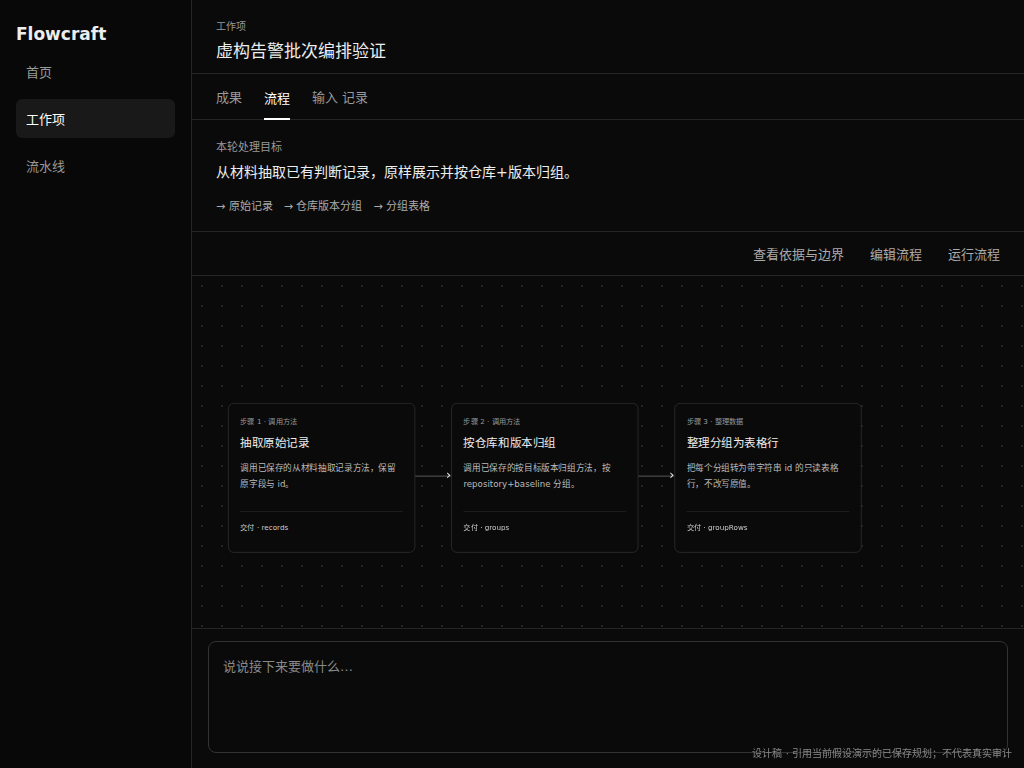 Flowcraft
首页
工作项
流水线
工作项
虚构告警批次编排验证
成果 流程 输入 记录
本轮处理目标
从材料抽取已有判断记录，原样展示并按仓库+版本归组。
→ 原始记录 → 仓库版本分组 → 分组表格
查看依据与边界 编辑流程 运行流程
步骤 1 · 调用方法
抽取原始记录
调用已保存的从材料抽取记录方法，保留
原字段与 id。
交付 · records
步骤 2 · 调用方法
按仓库和版本归组
调用已保存的按目标版本归组方法，按
repository+baseline 分组。
交付 · groups
步骤 3 · 整理数据
整理分组为表格行
把每个分组转为带字符串 id 的只读表格
行，不改写原值。
交付 · groupRows
说说接下来要做什么…
设计稿 · 引用当前假设演示的已保存规划；不代表真实审计